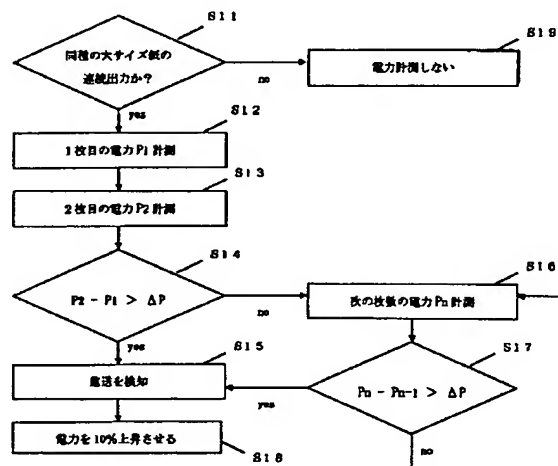 S11
同種の大サイズ紙の
連続出力か?
no
yes
S19
電力計測しない
S12
1枚目の電力P1計測
S13
2枚目の電力P2計測
S14
P2 - P1 > ΔP
no
yes
S16
次の枚数の電力Pn計測
S17
Pn - Pn-1 > ΔP
yes
no
S15
重送を検知
電力を10%上昇させる
S18